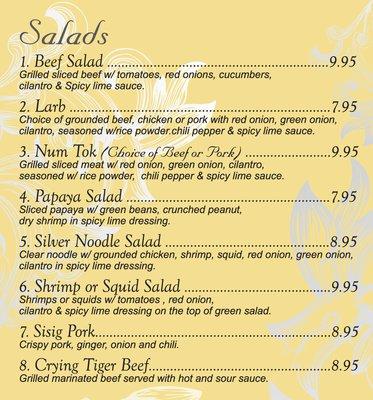 Salads
1. Beef Salad ..................................................9.95
Grilled sliced beef w/ tomatoes, red onions, cucumbers,
cilantro & Spicy lime sauce.
2. Larb ..........................................................7.95
Choice of grounded beef, chicken or pork with red onion, green onion,
cilantro, seasoned w/rice powder.chili pepper & spicy lime sauce.
3. Num Tok (Choice of Beef or Pork) .........................9.95
Grilled sliced meat w/ red onion, green onion, cilantro,
seasoned w/ rice powder, chili pepper & spicy lime sauce.
4. Papaya Salad ..............................................7.95
Sliced papaya w/ green beans, crunched peanut,
dry shrimp in spicy lime dressing.
5. Silver Noodle Salad .......................................8.95
Clear noodle w/ grounded chicken, shrimp, squid, red onion, green onion,
cilantro in spicy lime dressing.
6. Shrimp or Squid Salad ...................................9.95
Shrimps or squids w/ tomatoes , red onion,
cilantro & spicy lime dressing on the top of green salad.
7. Sisig Pork....................................................8.95
Crispy pork, ginger, onion and chili.
8. Crying Tiger Beef..........................................8.95
Grilled marinated beef served with hot and sour sauce.